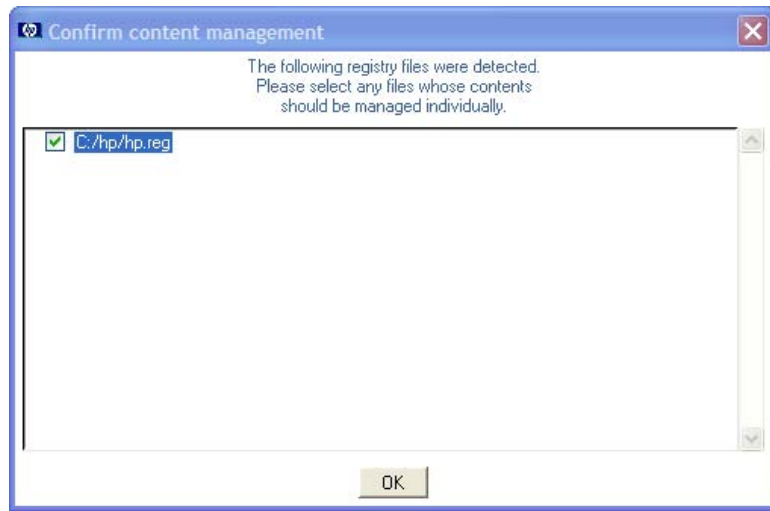 Confirm content management
The following registry files were detected.
Please select any files whose contents
should be managed individually.
C:/hp/hp.reg
OK